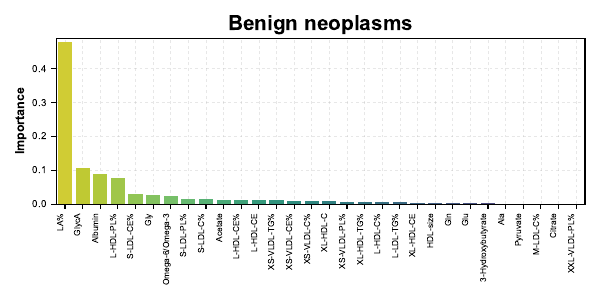 Benign neoplasms
Importance
0.4
0.3
0.2
0.1
0.0
LA%
GlycA
Albumin
L-HDL-PL%
S-LDL-CE%
Gly
Omega-6/Omega-3
S-LDL-PL%
S-LDL-C%
Acetate
L-HDL-CE%
L-HDL-CE
XS-VLDL-TG%
XS-VLDL-CE%
XS-VLDL-C%
XL-HDL-C
XS-VLDL-PL%
XL-HDL-TG%
L-HDL-C%
L-LDL-TG%
XL-HDL-CE
HDL-size
Gln
Glu
3-Hydroxybutyrate
Ala
Pyruvate
M-LDL-C%
Citrate
XXL-VLDL-PL%